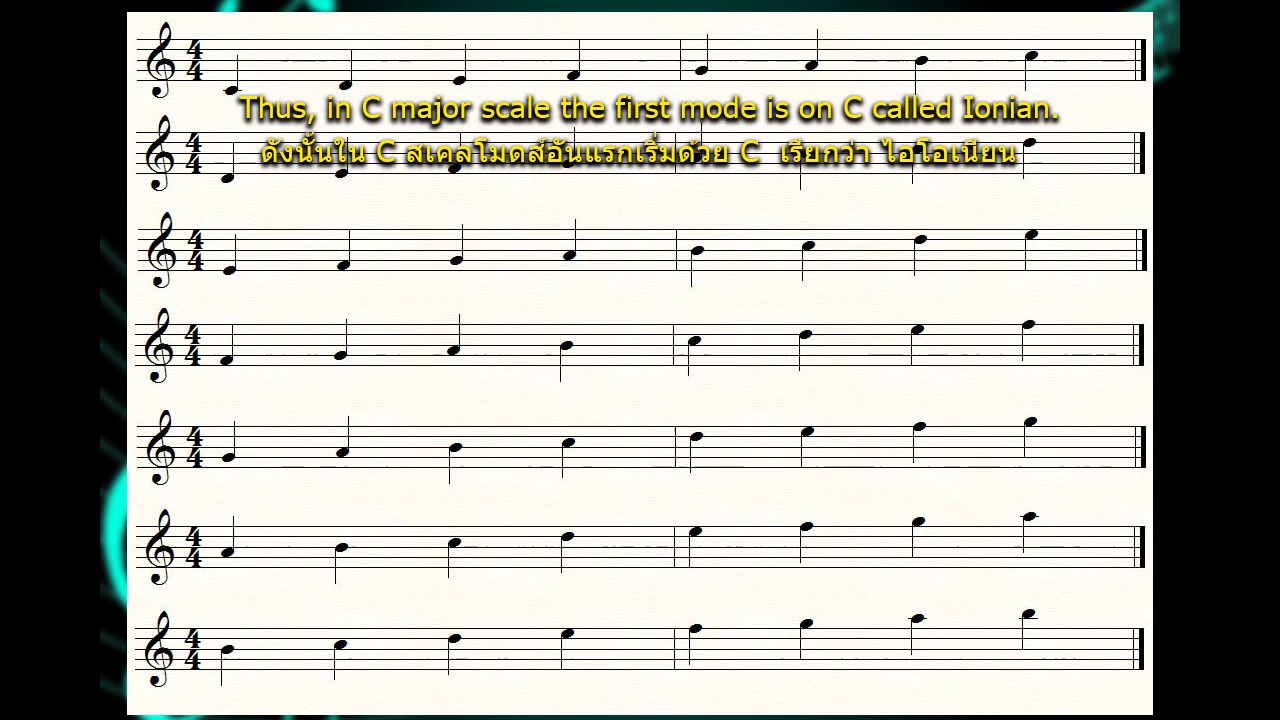 Thus, in C major scale the first mode is on C called Ionian.
ดังนั้นใน C สเคลโมดส์อันแรกเริ่มด้วย C เรียกว่า ไอโอเนียน